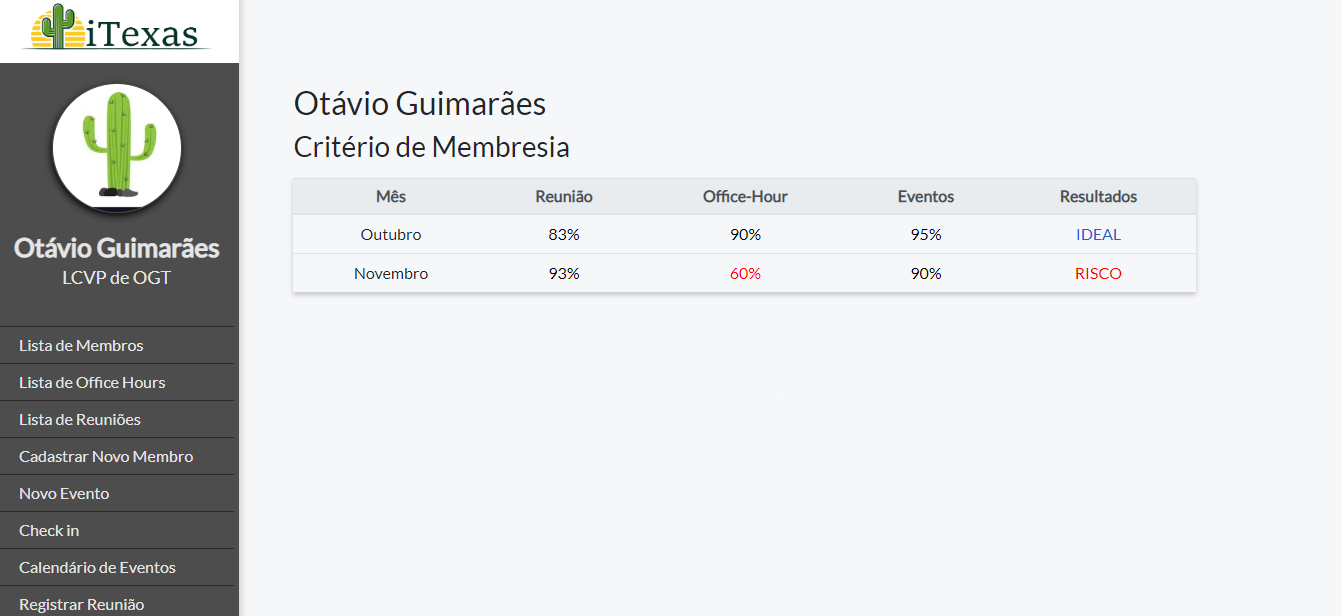 iTexas
Otávio Guimarães
LCVP de OGT
Lista de Membros
Lista de Office Hours
Lista de Reuniões
Cadastrar Novo Membro
Novo Evento
Check in
Calendário de Eventos
Registrar Reunião
Otávio Guimarães
Critério de Membresia
Mês Reunião Office-Hour Eventos Resultados
Outubro 83% 90% 95% IDEAL
Novembro 93% 60% 90% RISCO